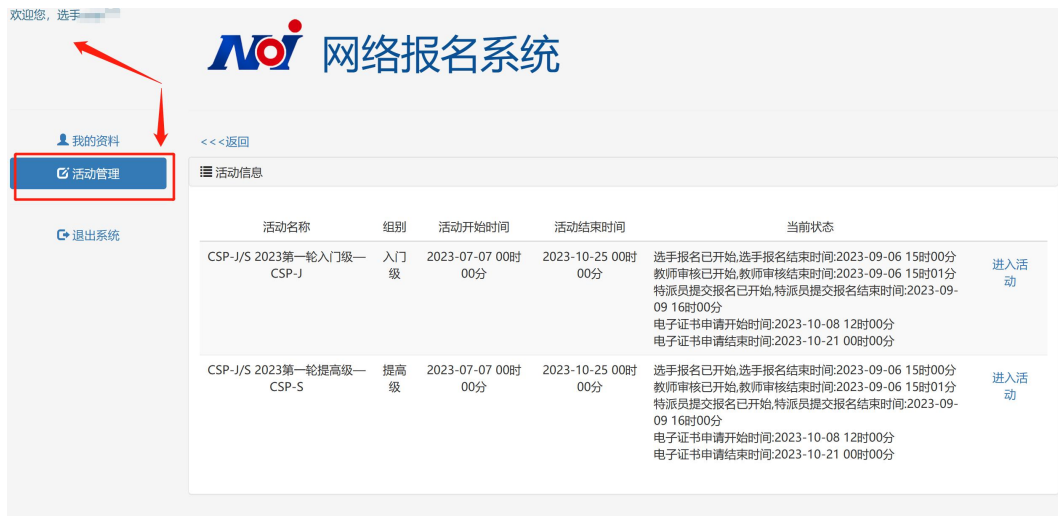 欢迎您，选手
NOI 网络报名系统
我的资料
<<<返回
活动管理
活动信息
退出系统
活动名称 组别 活动开始时间 活动结束时间 当前状态
CSP-J/S 2023第一轮入门级—
CSP-J
入门
级
2023-07-07 00时
00分
2023-10-25 00时
00分
选手报名已开始,选手报名结束时间:2023-09-06 15时00分
教师审核已开始,教师审核结束时间:2023-09-06 15时01分
特派员提交报名已开始,特派员提交报名结束时间:2023-09-
09 16时00分
电子证书申请开始时间:2023-10-08 12时00分
电子证书申请结束时间:2023-10-21 00时00分
进入活
动
CSP-J/S 2023第一轮提高级—
CSP-S
提高
级
2023-07-07 00时
00分
2023-10-25 00时
00分
选手报名已开始,选手报名结束时间:2023-09-06 15时00分
教师审核已开始,教师审核结束时间:2023-09-06 15时01分
特派员提交报名已开始,特派员提交报名结束时间:2023-09-
09 16时00分
电子证书申请开始时间:2023-10-08 12时00分
电子证书申请结束时间:2023-10-21 00时00分
进入活
动